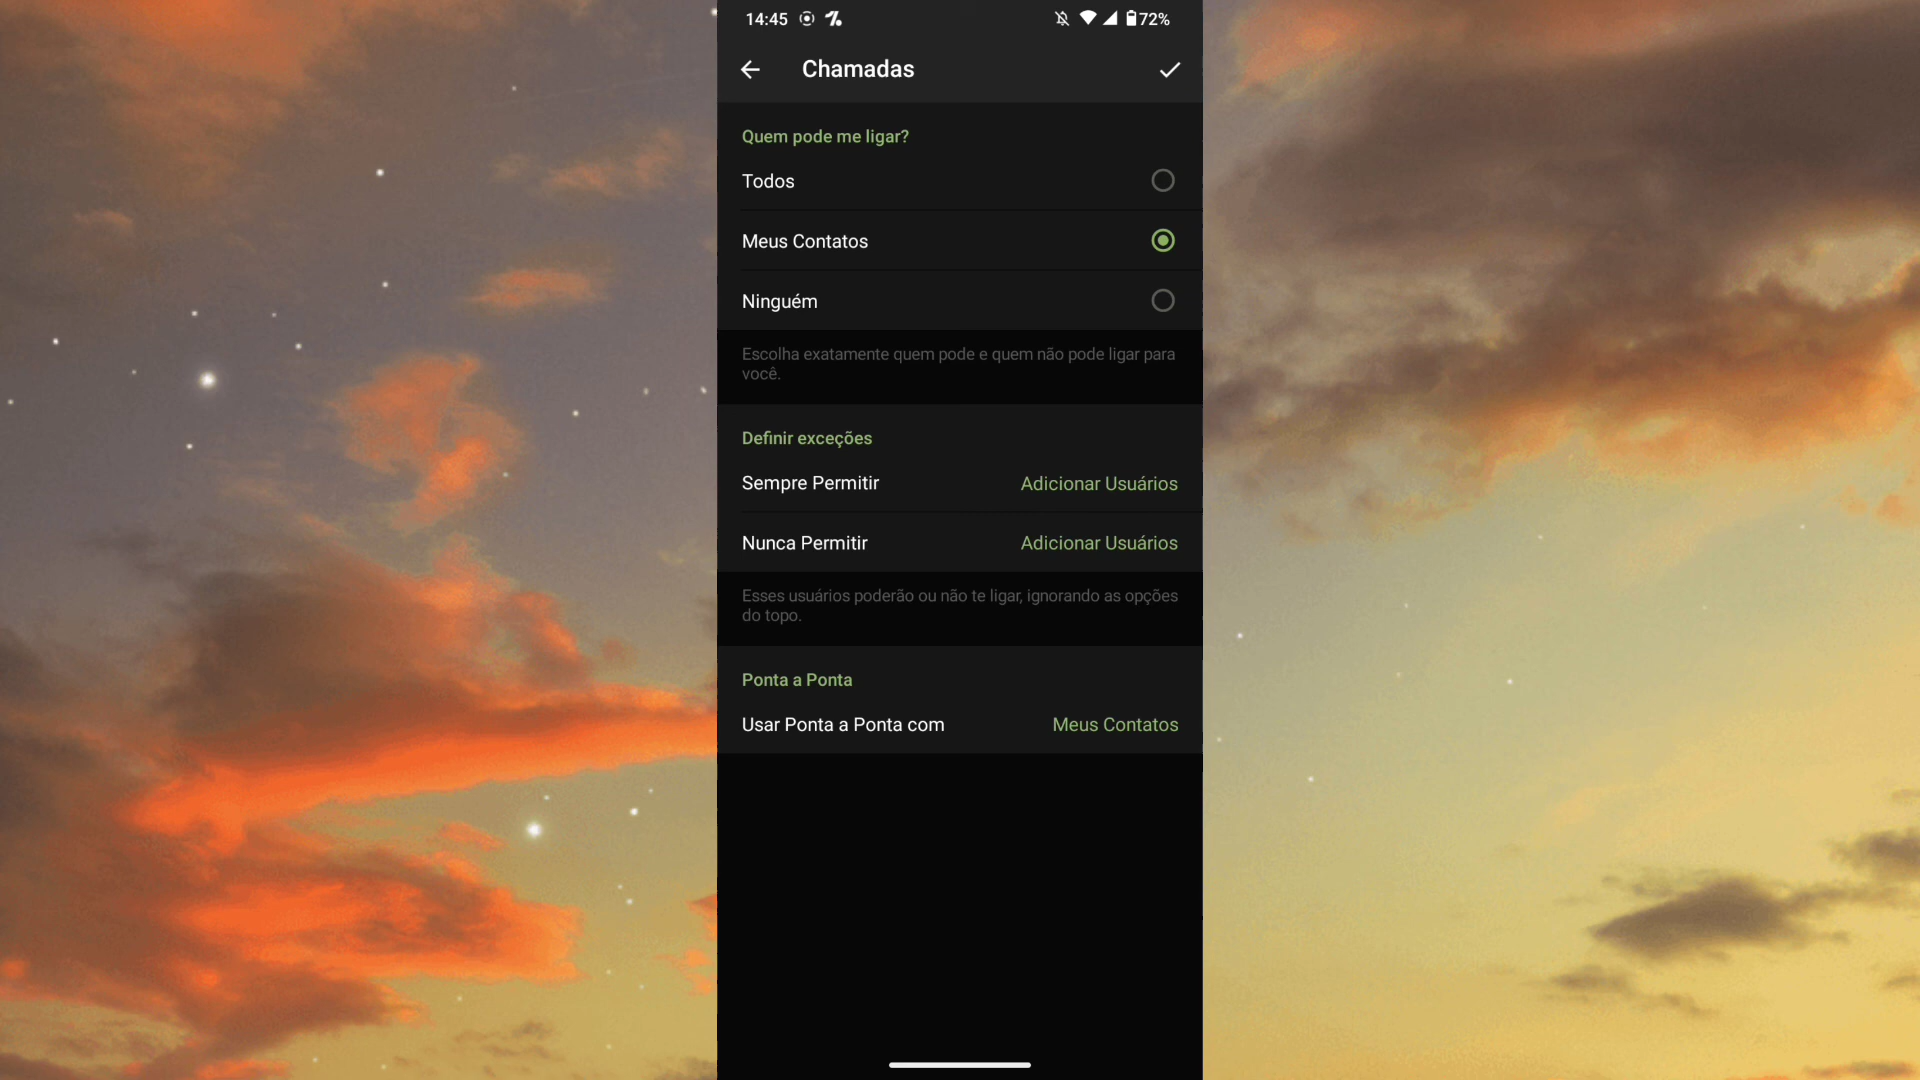 14:45
72%
Chamadas
Quem pode me ligar?
Todos
Meus Contatos
Ninguém
Escolha exatamente quem pode e quem não pode ligar para
você.
Definir exceções
Sempre Permitir Adicionar Usuários
Nunca Permitir Adicionar Usuários
Esses usuários poderão ou não te ligar, ignorando as opções
do topo.
Ponta a Ponta
Usar Ponta a Ponta com Meus Contatos